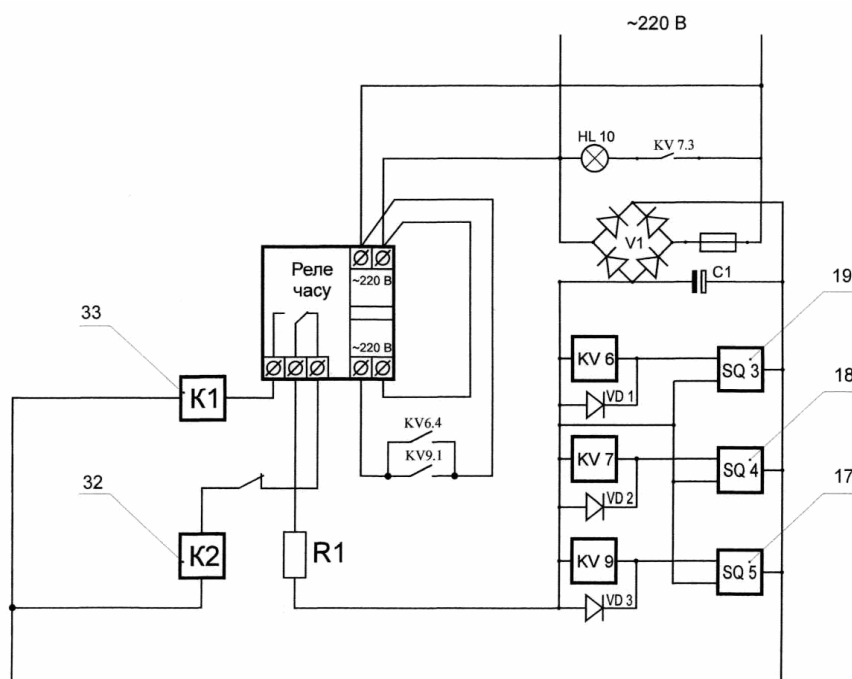 ~220 В
HL 10
KV 7.3
V1
C1
Реле
часу
~220 В
~220 В
33
К1
32
К2
R1
KV6.4
KV9.1
KV 6
VD 1
SQ 3
19
KV 7
VD 2
SQ 4
18
KV 9
VD 3
SQ 5
17